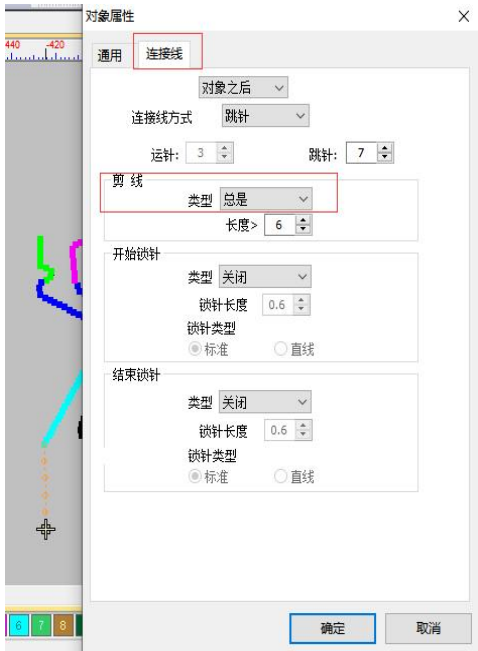 对象属性
440 -420
通用 连接线
对象之后
连接线方式 跳针
运针: 3 跳针: 7
剪 线
类型 总是
长度> 6
开始锁针
类型 关闭
锁针长度 0.6
锁针类型
标准 直线
结束锁针
类型 关闭
锁针长度 0.6
锁针类型
标准 直线
6 7 8
确定 取消